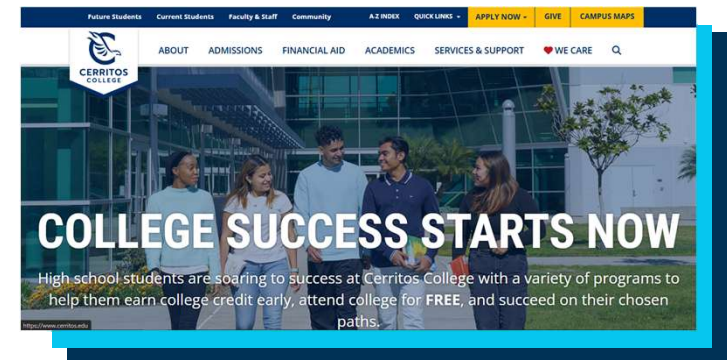 Future Students Current Students Faculty & Staff Community A-Z INDEX QUICK LINKS APPLY NOW GIVE CAMPUS MAPS
CERRITOS
COLLEGE
ABOUT ADMISSIONS FINANCIAL AID ACADEMICS SERVICES & SUPPORT WE CARE
COLLEGE SUCCESS STARTS NOW
High school students are soaring to success at Cerritos College with a variety of programs to
help them earn college credit early, attend college for FREE, and succeed on their chosen
paths.
https://www.cerritos.edu